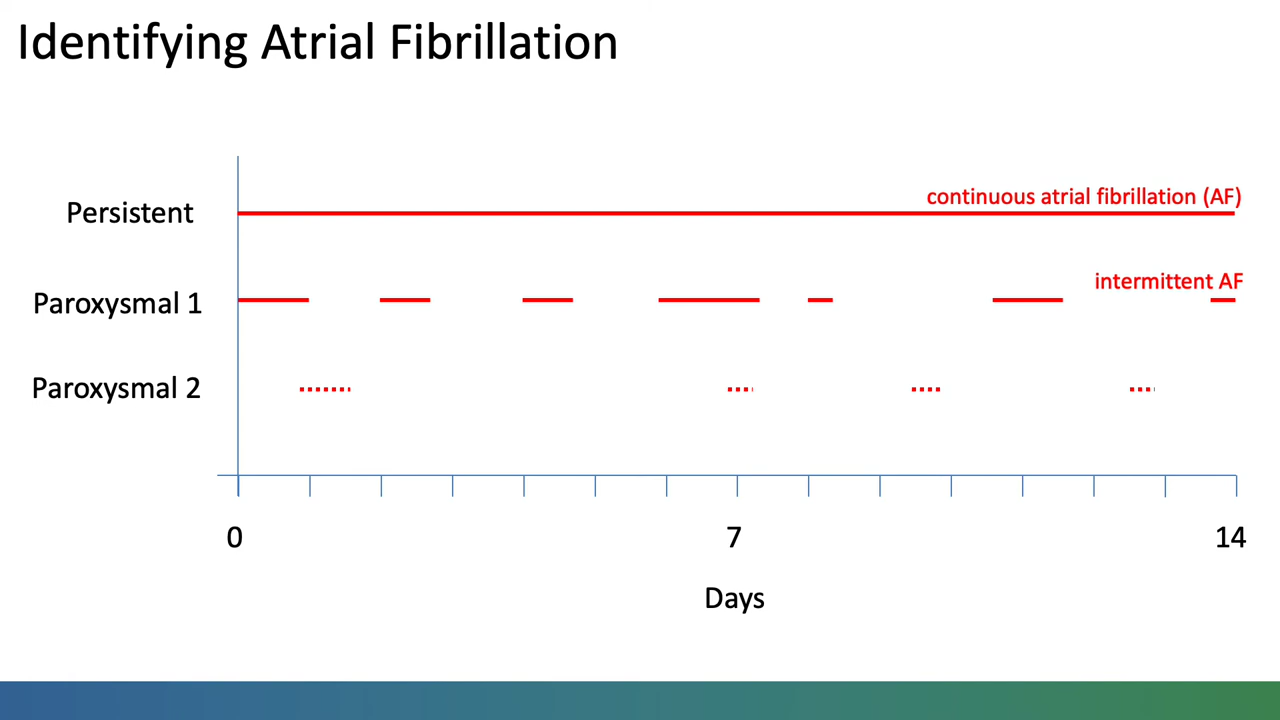 Identifying Atrial Fibrillation
Persistent
continuous atrial fibrillation (AF)
Paroxysmal 1
intermittent AF
Paroxysmal 2
0
7
14
Days